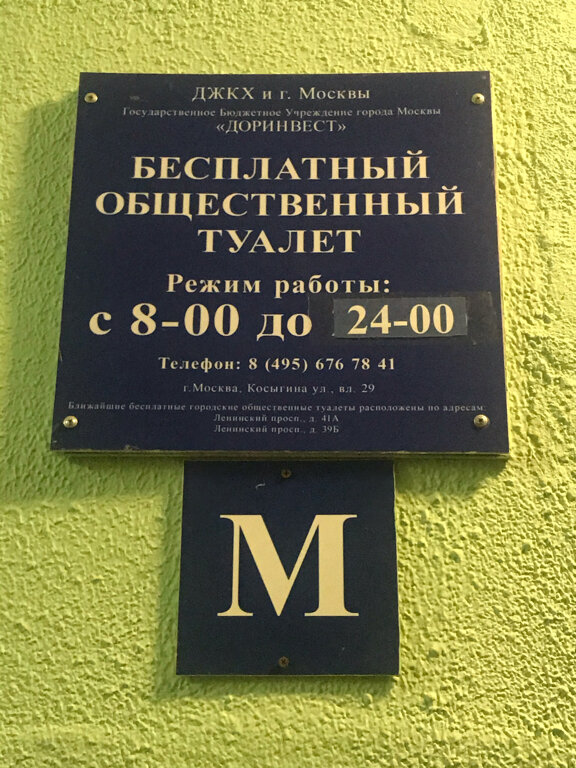 ДЖКХ и г. Москвы
Государственное Бюджетное Учреждение города Москвы
«ДОРИНВЕСТ»
БЕСПЛАТНЫЙ
ОБЩЕСТВЕННЫЙ
ТУАЛЕТ
Режим работы:
с 8-00 до 24-00
Телефон: 8 (495) 676 78 41
г.Москва, Косыгина ул., вл. 29
Ближайшие бесплатные городские общественные туалеты расположены по адресам:
Ленинский просп., д. 41А
Ленинский просп., д. 39Б
М